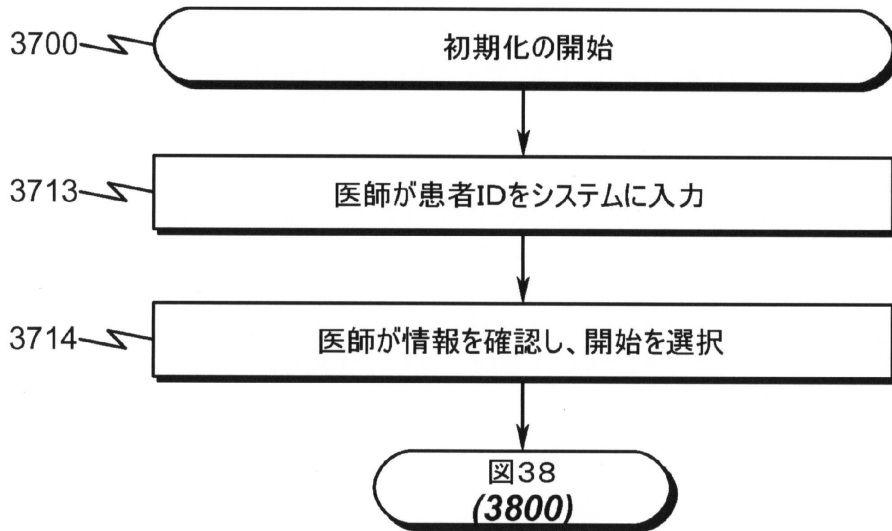 3700
初期化の開始
3713
医師が患者IDをシステムに入力
3714
医師が情報を確認し、開始を選択
図38
(3800)